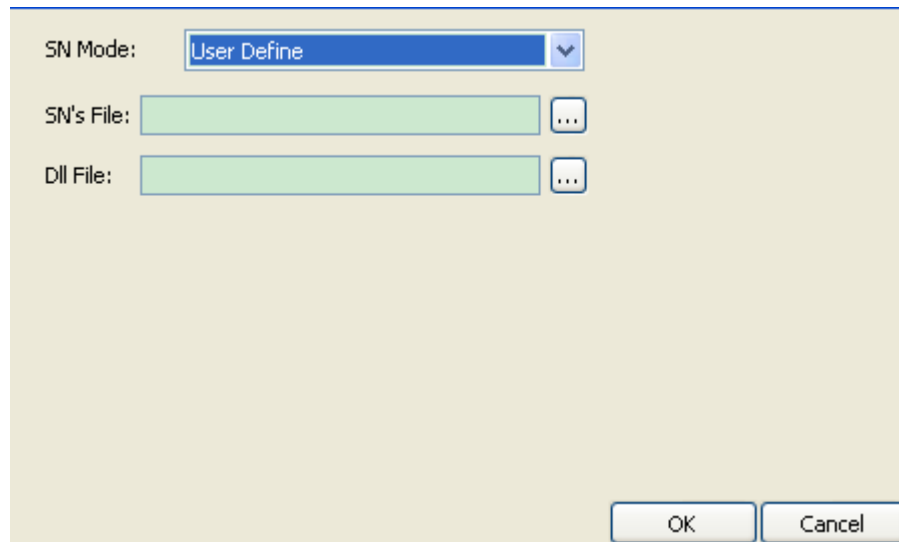 SN Mode: User Define
SN's File: ...
Dll File: ...
OK Cancel